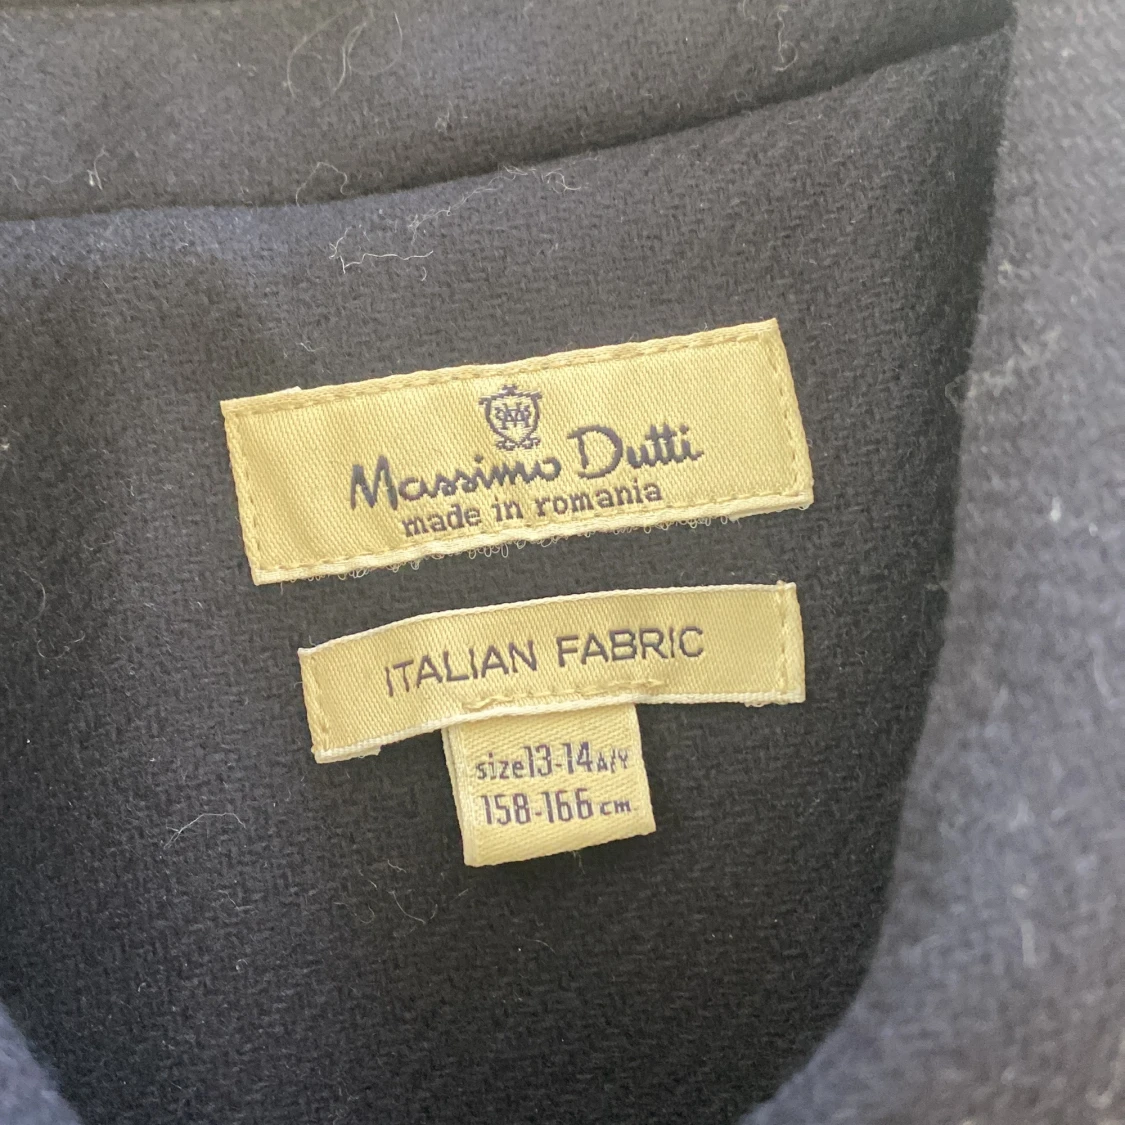 Massimo Dutti
made in romania
ITALIAN FABRIC
size13-14A/Y
158-166cm